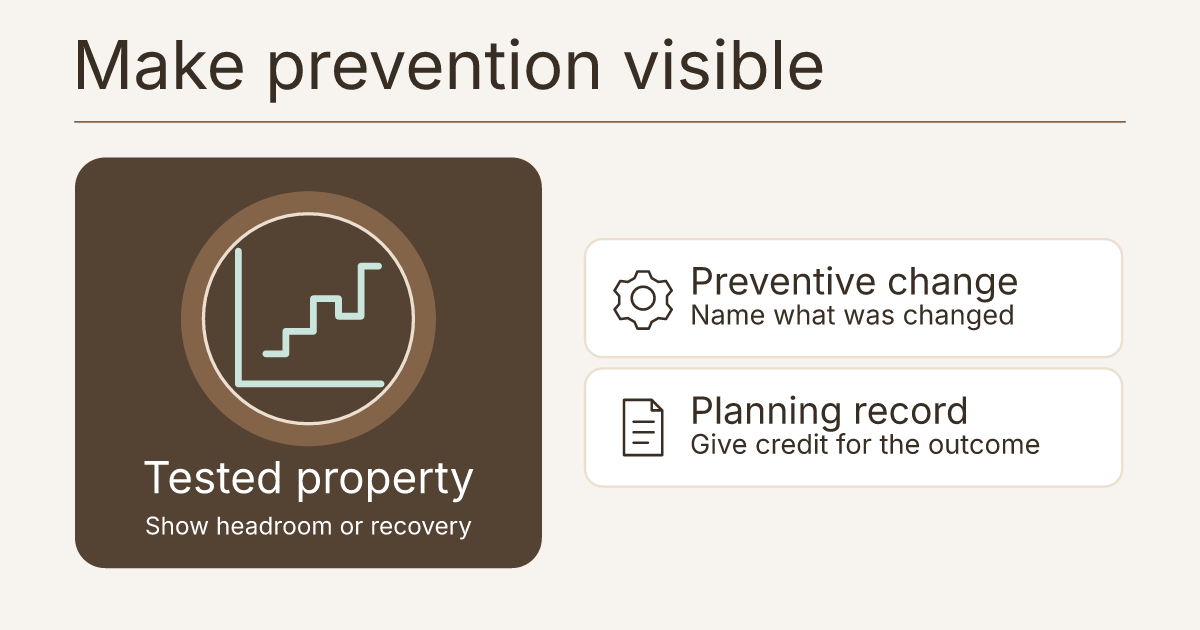 Make prevention visible
Tested property
Show headroom or recovery
Preventive change
Name what was changed
Planning record
Give credit for the outcome